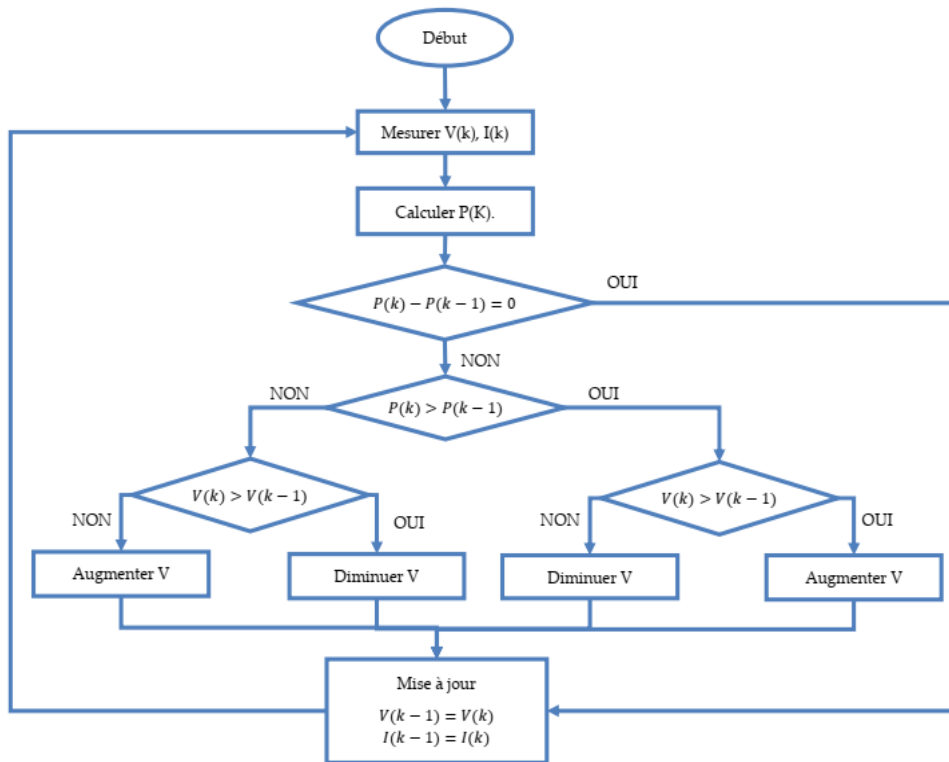 Début
Mesurer V(k), I(k)
Calculer P(K).
OUI
P(k) − P(k − 1) = 0
NON
NON
OUI
P(k) > P(k − 1)
V(k) > V(k − 1)
V(k) > V(k − 1)
NON
OUI
NON
OUI
Augmenter V
Diminuer V
Diminuer V
Augmenter V
Mise à jour
V(k − 1) = V(k)
I(k − 1) = I(k)